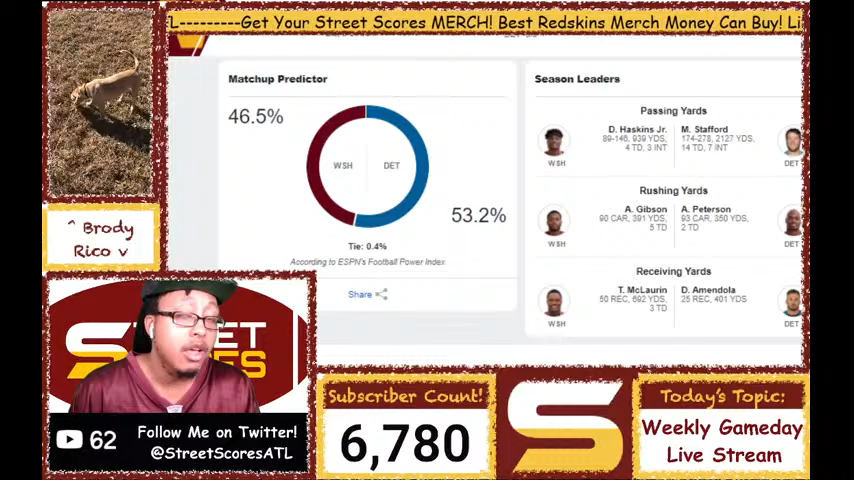 L---------Get Your Street Scores MERCH! Best Redskins Merch Money Can Buy! Li
Matchup Predictor
46.5%
WSH
DET
53.2%
Tie: 0.4%
According to ESPN's Football Power Index
Share
Season Leaders
Passing Yards
D. Haskins Jr.
89-146, 939 YDS,
4 TD, 3 INT
M. Stafford
174-278, 2127 YDS,
14 TD, 7 INT
WSH
DET
Rushing Yards
A. Gibson
90 CAR, 391 YDS,
5 TD
A. Peterson
93 CAR, 350 YDS,
2 TD
WSH
DET
Receiving Yards
T. McLaurin
50 REC, 692 YDS,
3 TD
D. Amendola
25 REC, 401 YDS
WSH
DET
^ Brody
Rico v
STREET
SCORES
62
Follow Me on Twitter!
@StreetScoresATL
Subscriber Count!
6,780
S
Today's Topic:
Weekly Gameday
Live Stream